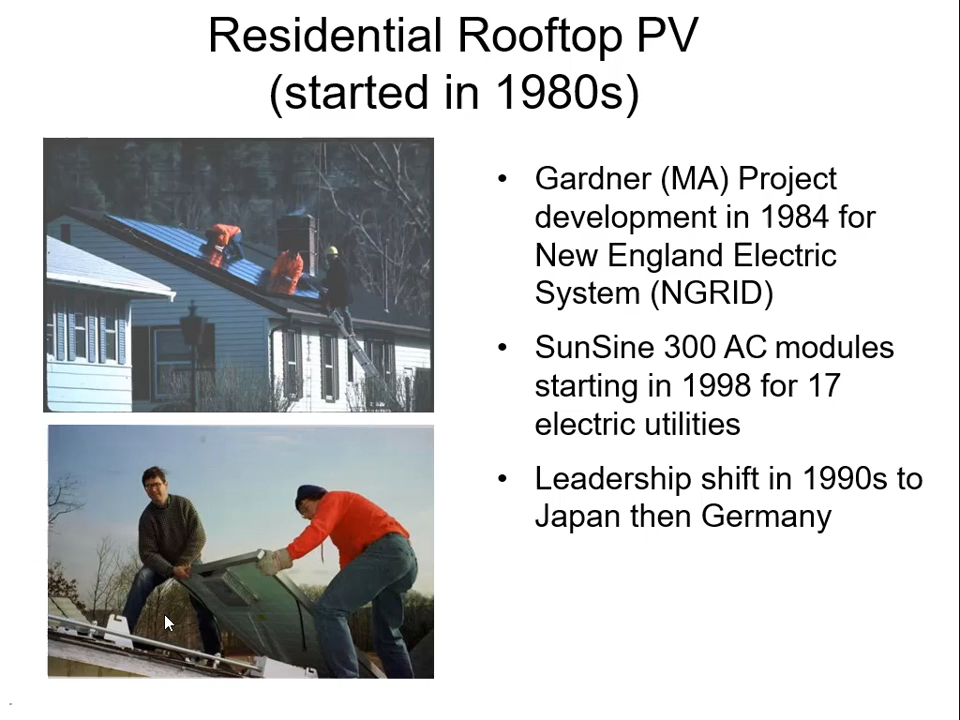 Residential Rooftop PV
(started in 1980s)
• Gardner (MA) Project
development in 1984 for
New England Electric
System (NGRID)
• SunSine 300 AC modules
starting in 1998 for 17
electric utilities
• Leadership shift in 1990s to
Japan then Germany